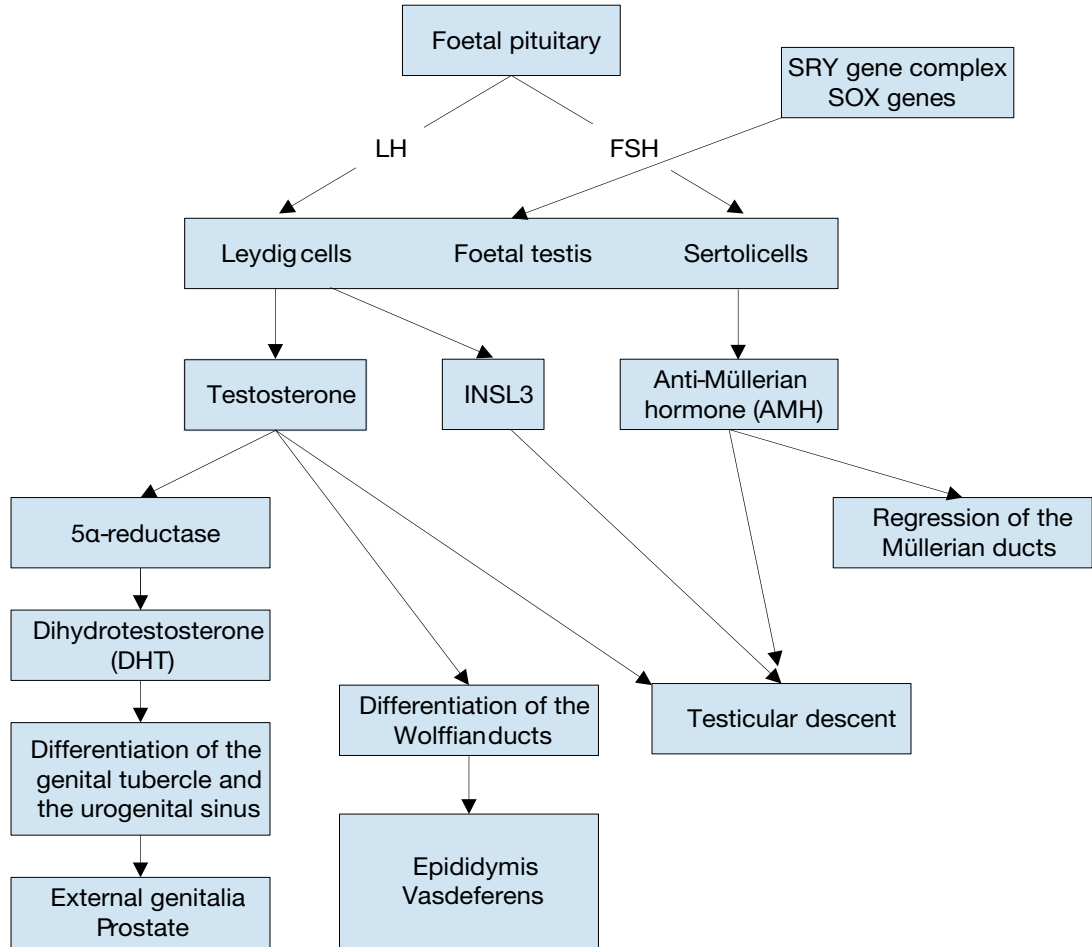 Foetal pituitary
SRY gene complex
SOX genes
LH
FSH
Leydig cells
Foetal testis
Sertolicells
Testosterone
INSL3
Anti-Müllerian
hormone (AMH)
5α-reductase
Regression of the
Müllerian ducts
Dihydrotestosterone
(DHT)
Differentiation of the
Wolffianducts
Testicular descent
Differentiation of the
genital tubercle and
the urogenital sinus
Epididymis
Vasdeferens
External genitalia
Prostate